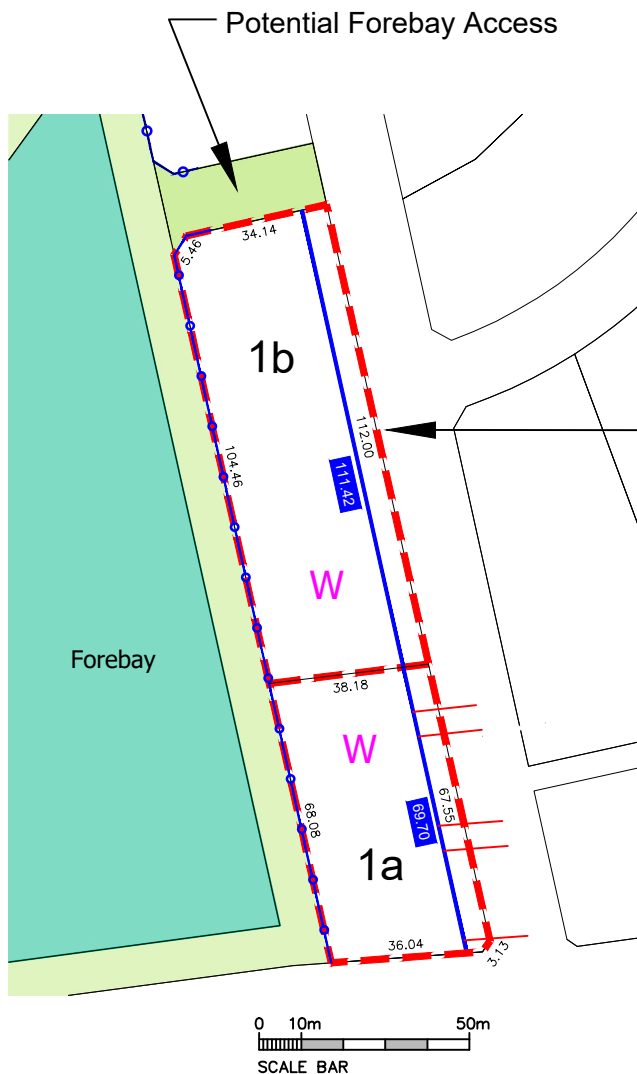 Potential Forebay Access
34.14
5.46
1b
112.00
111.42
104.46
W
Forebay
38.18
W
67.55
69.70
68.08
1a
36.04
3.13
0 10m 50m
SCALE BAR